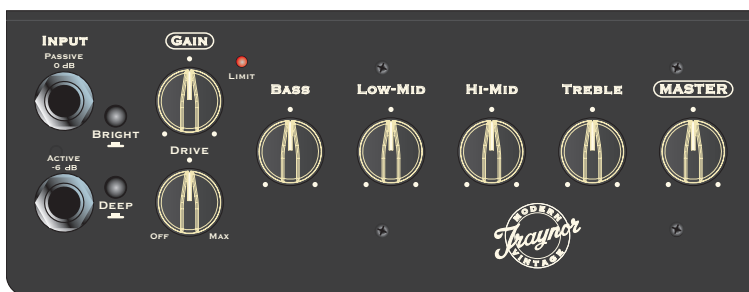 INPUT
PASSIVE
0 dB
BRIGHT
ACTIVE
-6 dB
DEEP
GAIN
LIMIT
DRIVE
OFF MAX
BASS LOW-MID HI-MID TREBLE MASTER
MODERN
Traynor
VINTAGE